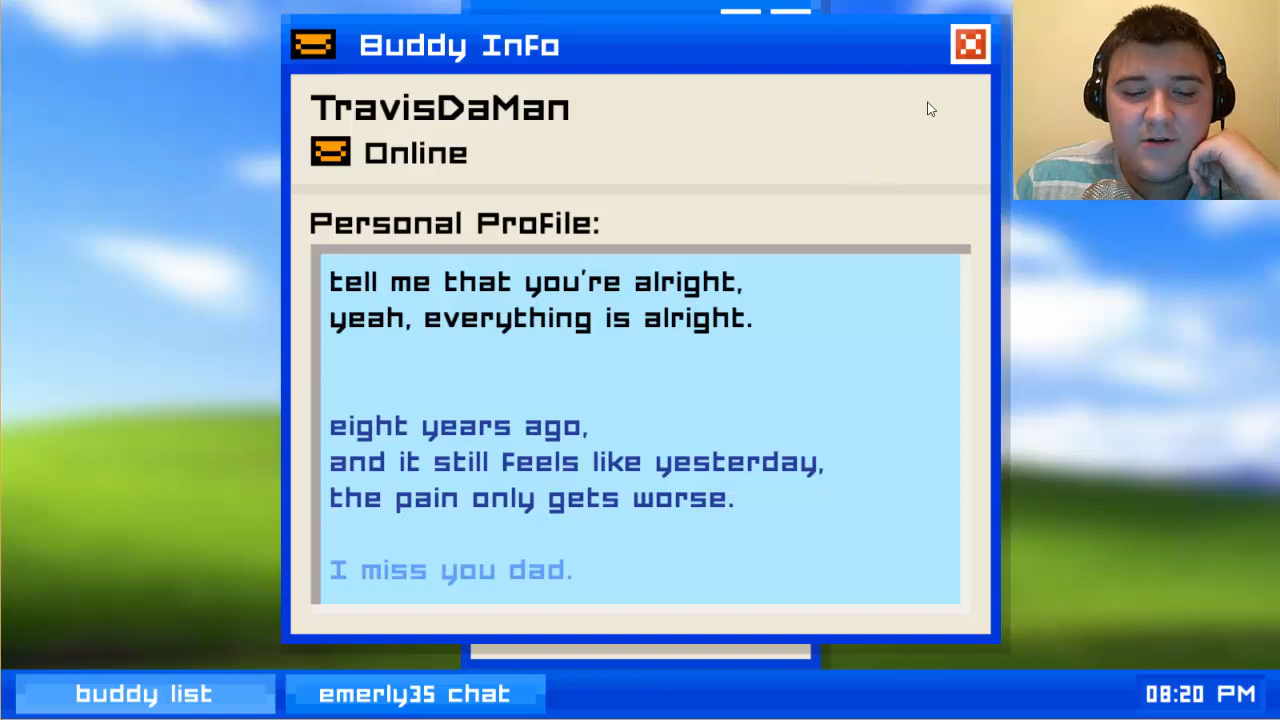 Buddy Info
TravisDaMan
Online
Personal Profile:
tell me that you're alright,
yeah, everything is alright.
eight years ago,
and it still feels like yesterday,
the pain only gets worse.
I miss you dad.
buddy list
emerly35 chat
08:20 PM